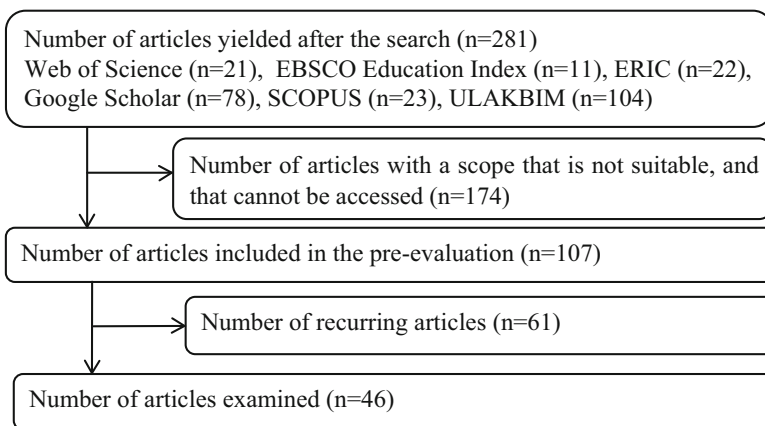 Number of articles yielded after the search (n=281)
Web of Science (n=21), EBSCO Education Index (n=11), ERIC (n=22),
Google Scholar (n=78), SCOPUS (n=23), ULAKBIM (n=104)
Number of articles with a scope that is not suitable, and
that cannot be accessed (n=174)
Number of articles included in the pre-evaluation (n=107)
Number of recurring articles (n=61)
Number of articles examined (n=46)